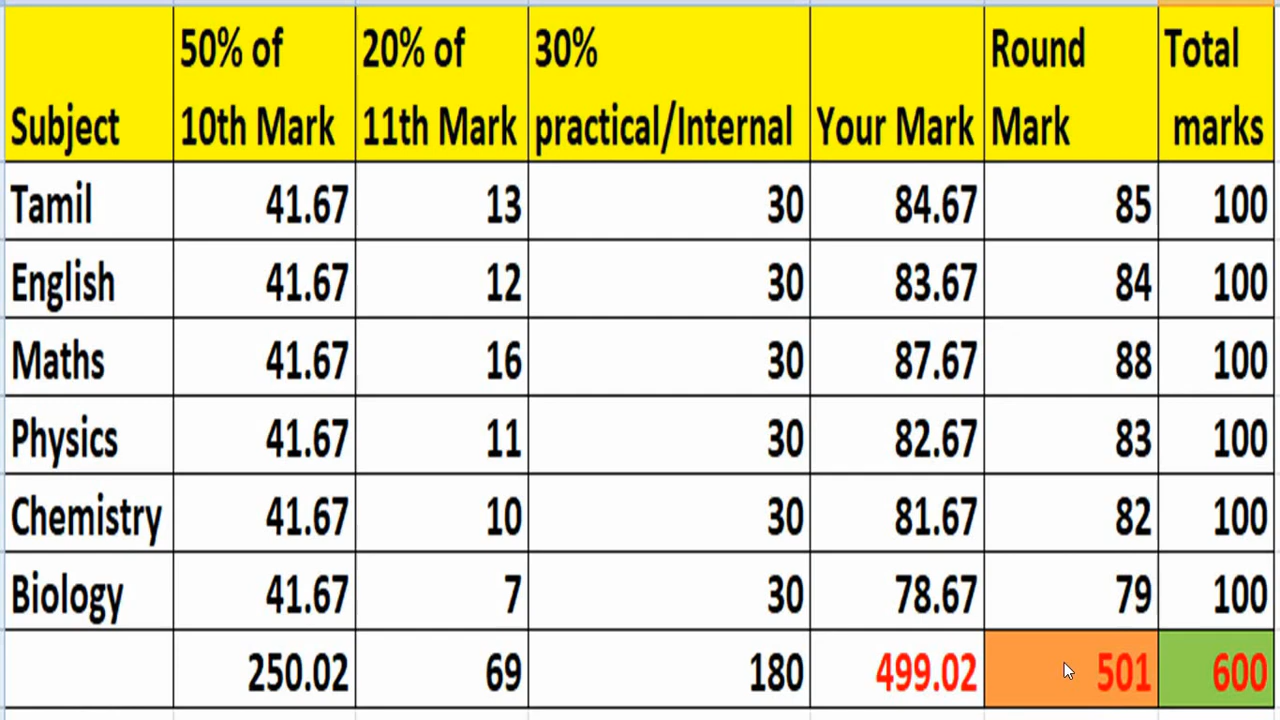 Subject 50% of 10th Mark 20% of 11th Mark 30% practical/Internal Your Mark Round Mark Total marks
Tamil 41.67 13 30 84.67 85 100
English 41.67 12 30 83.67 84 100
Maths 41.67 16 30 87.67 88 100
Physics 41.67 11 30 82.67 83 100
Chemistry 41.67 10 30 81.67 82 100
Biology 41.67 7 30 78.67 79 100
250.02 69 180 499.02 501 600